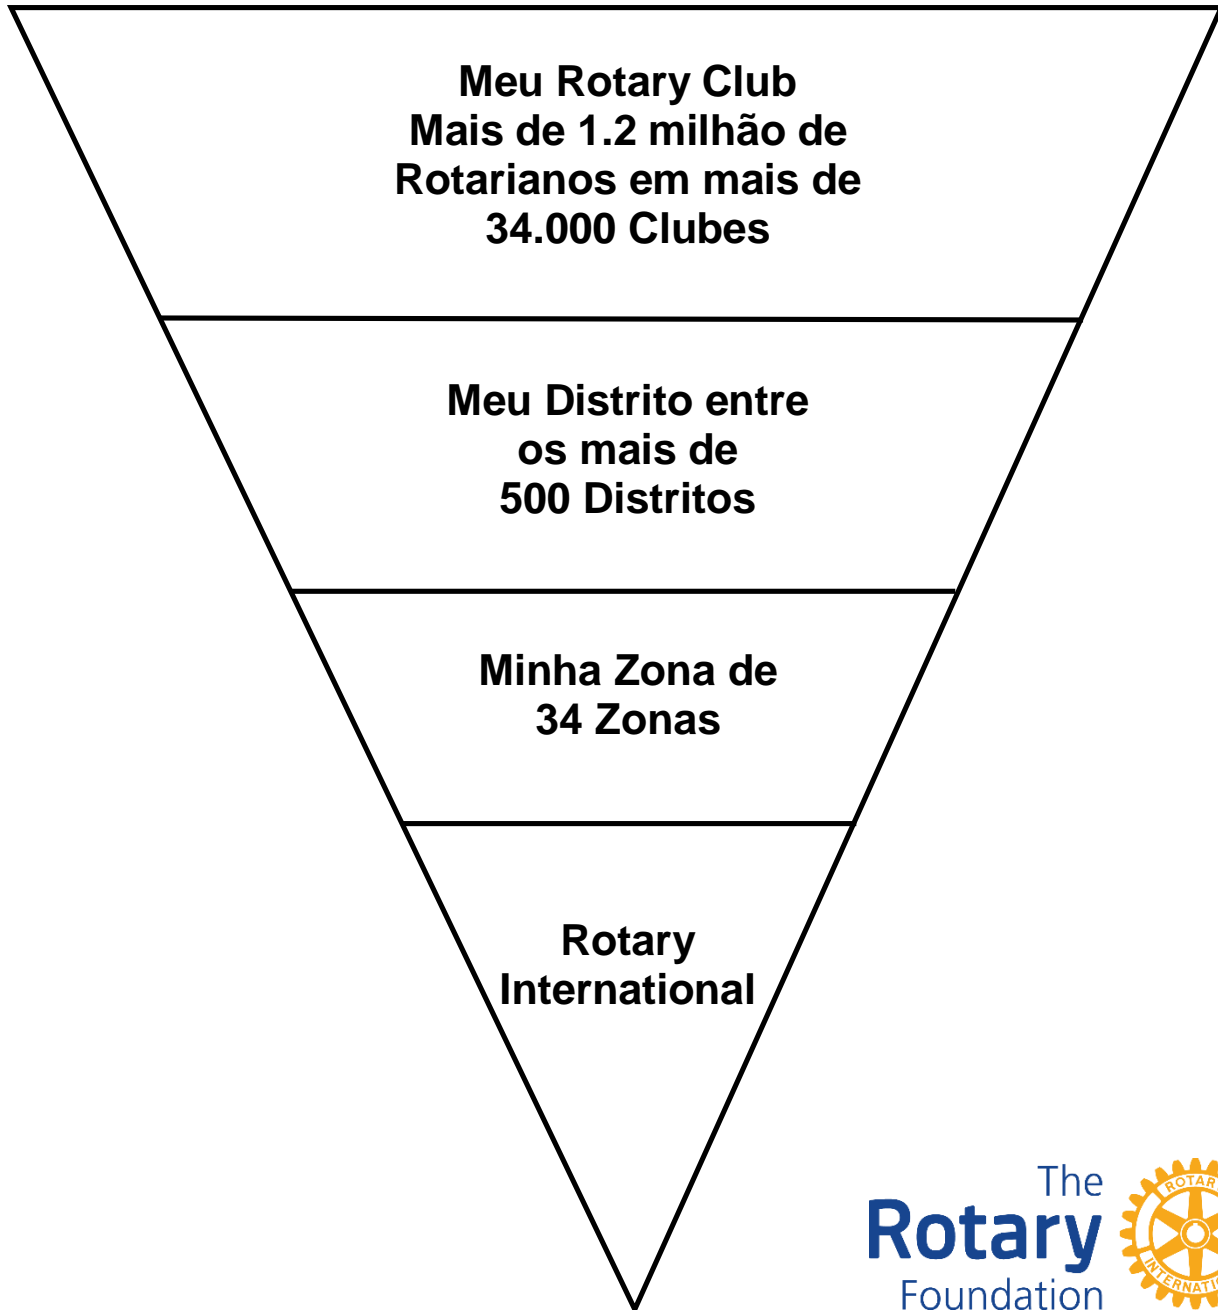 Meu Rotary Club
Mais de 1.2 milhão de
Rotarianos em mais de
34.000 Clubes
Meu Distrito entre
os mais de
500 Distritos
Minha Zona de
34 Zonas
Rotary
International
The
Rotary
Foundation